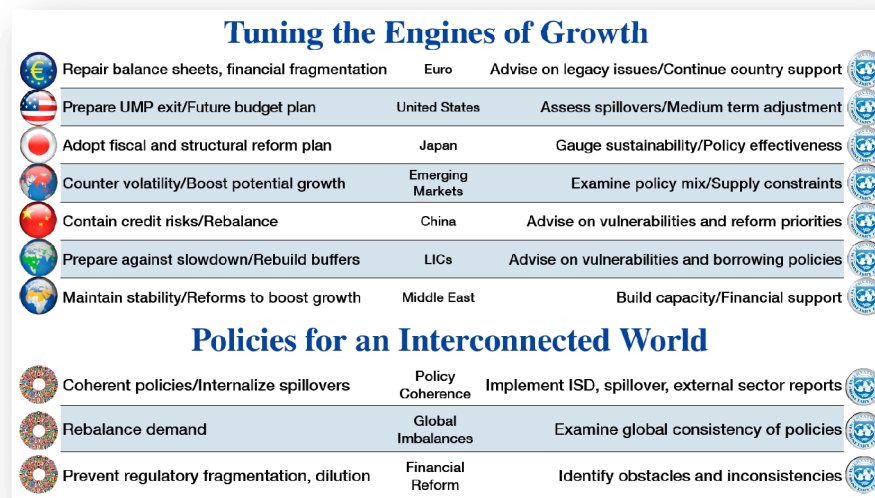 Tuning the Engines of Growth
Repair balance sheets, financial fragmentation Euro Advise on legacy issues/Continue country support
Prepare UMP exit/Future budget plan United States Assess spillovers/Medium term adjustment
Adopt fiscal and structural reform plan Japan Gauge sustainability/Policy effectiveness
Counter volatility/Boost potential growth Emerging Markets Examine policy mix/Supply constraints
Contain credit risks/Rebalance China Advise on vulnerabilities and reform priorities
Prepare against slowdown/Rebuild buffers LICs Advise on vulnerabilities and borrowing policies
Maintain stability/Reforms to boost growth Middle East Build capacity/Financial support
Policies for an Interconnected World
Coherent policies/Internalize spillovers Policy Coherence Implement ISD, spillover, external sector reports
Rebalance demand Global Imbalances Examine global consistency of policies
Prevent regulatory fragmentation, dilution Financial Reform Identify obstacles and inconsistencies